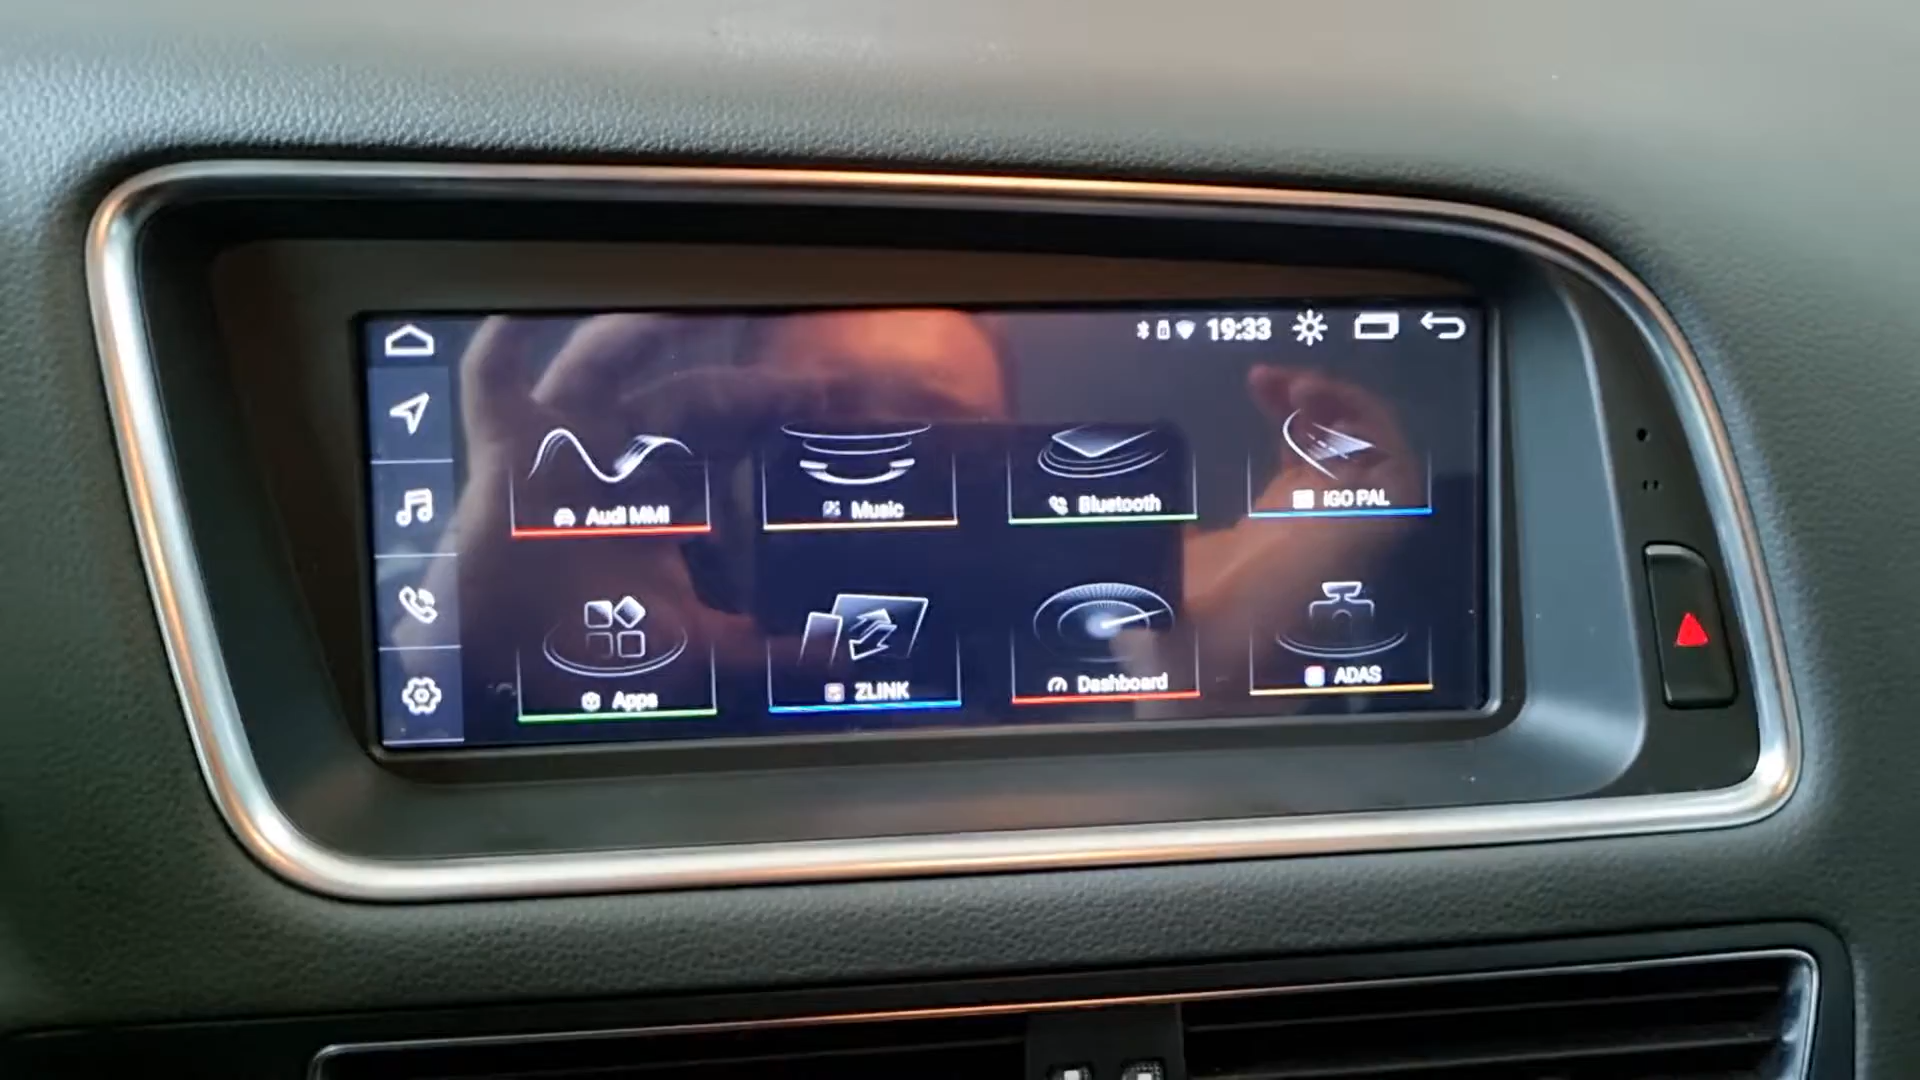 19:33
Audi MMI
Music
Bluetooth
iGO PAL
Apps
ZLINK
Dashboard
ADAS